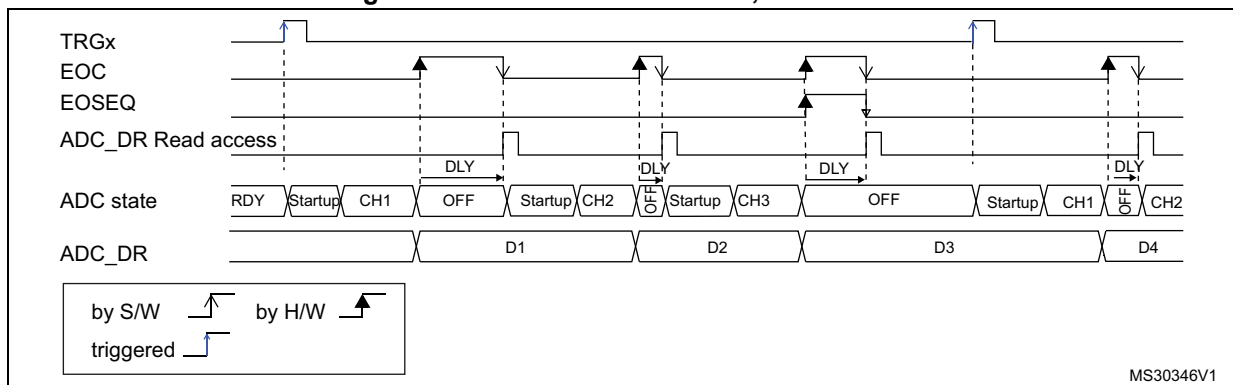 TRGx
EOC
EOSEQ
ADC_DR Read access
DLY DLY DLY DLY
ADC state RDY Startup CH1 OFF Startup CH2 OFF Startup CH3 OFF Startup CH1 OFF CH2
ADC_DR D1 D2 D3 D4
by S/W by H/W
triggered
MS30346V1